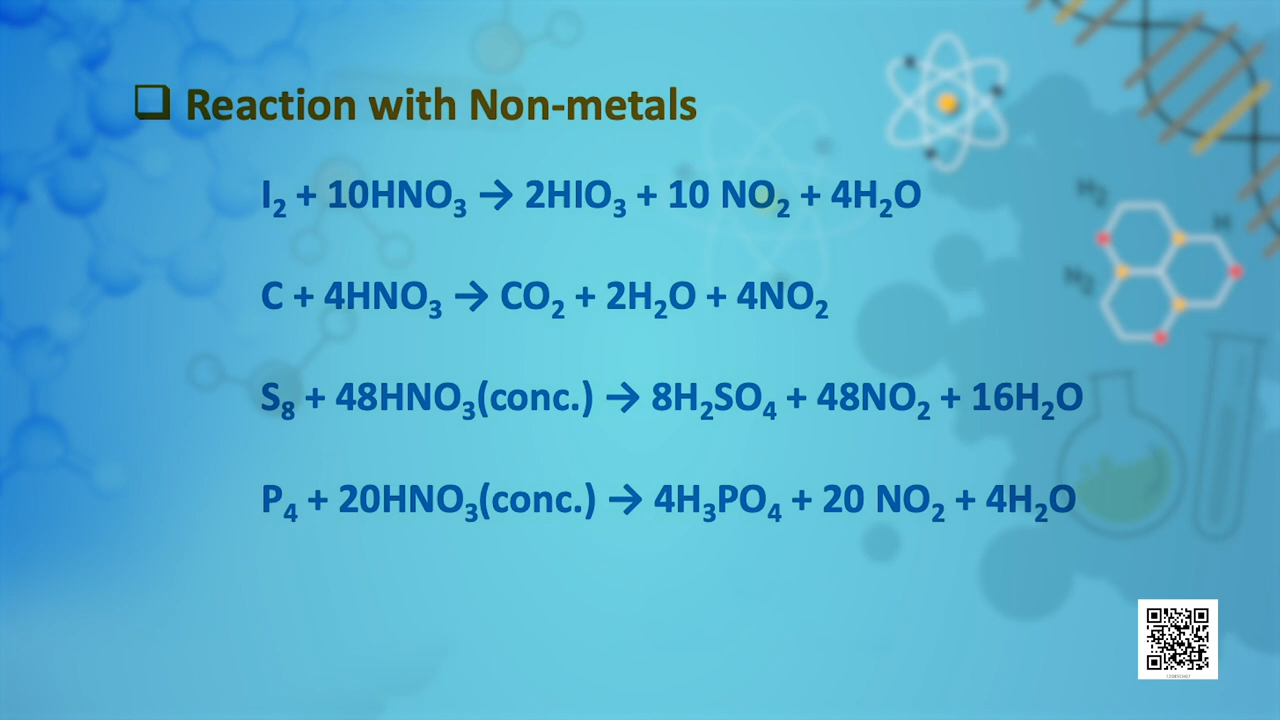 ❑ Reaction with Non-metals
I₂ + 10HNO₃ → 2HIO₃ + 10 NO₂ + 4H₂O
C + 4HNO₃ → CO₂ + 2H₂O + 4NO₂
S₈ + 48HNO₃(conc.) → 8H₂SO₄ + 48NO₂ + 16H₂O
P₄ + 20HNO₃(conc.) → 4H₃PO₄ + 20 NO₂ + 4H₂O